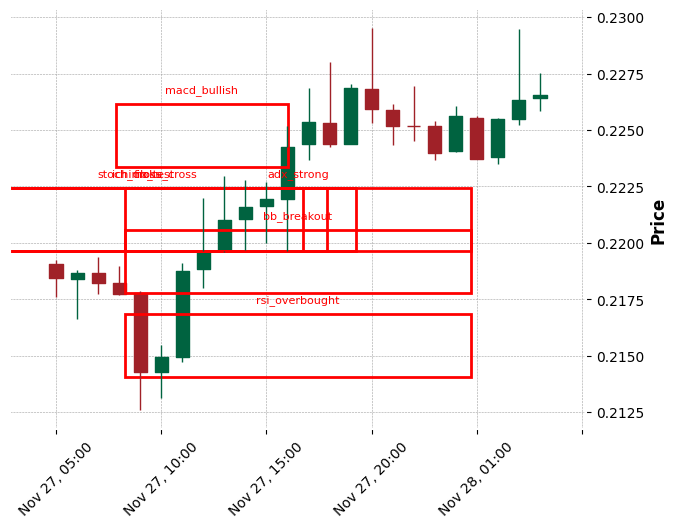 0.2300
0.2275
macd_bullish
0.2250
adx_strong
0.2225
bb_breakout
0.2200
Price
0.2175
rsi_overbought
0.2150
0.2125
Nov 27, 05:00
Nov 27, 10:00
Nov 27, 15:00
Nov 27, 20:00
Nov 28, 01:00